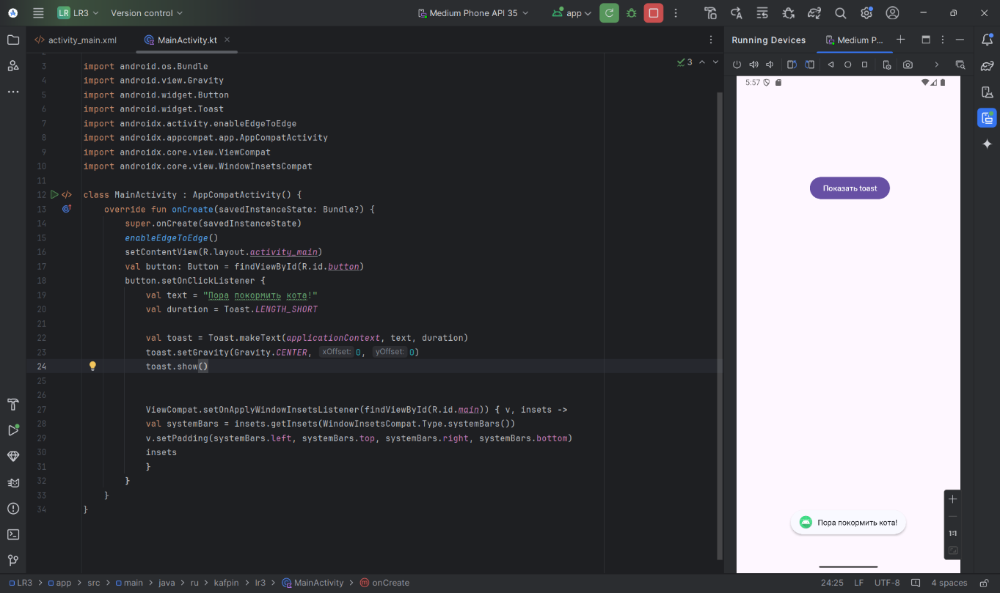 LR LR3 Version control Medium Phone API 35 app
activity_main.xml MainActivity.kt Running Devices Medium P...
3
3 import android.os.Bundle
4 import android.view.Gravity
5 import android.widget.Button
6 import android.widget.Toast
7 import androidx.activity.enableEdgeToEdge
8 import androidx.appcompat.app.AppCompatActivity
9 import androidx.core.view.ViewCompat
10 import androidx.core.view.WindowInsetsCompat
11
12 class MainActivity : AppCompatActivity() {
13 override fun onCreate(savedInstanceState: Bundle?) {
14 super.onCreate(savedInstanceState)
15 enableEdgeToEdge()
16 setContentView(R.layout.activity_main)
17 val button: Button = findViewById(R.id.button)
18 button.setOnClickListener {
19 val text = "Пора покормить кота!"
20 val duration = Toast.LENGTH_SHORT
21
22 val toast = Toast.makeText(applicationContext, text, duration)
23 toast.setGravity(Gravity.CENTER, xOffset: 0, yOffset: 0)
24 toast.show()
25
26
27 ViewCompat.setOnApplyWindowInsetsListener(findViewById(R.id.main)) { v, insets ->
28 val systemBars = insets.getInsets(WindowInsetsCompat.Type.systemBars())
29 v.setPadding(systemBars.left, systemBars.top, systemBars.right, systemBars.bottom)
30 insets
31 }
32 }
33 }
34 }
5:57
Показать toast
Пора покормить кота!
1:1
LR3 > app > src > main > java > ru > kafpin > lr3 > MainActivity > onCreate 24:25 LF UTF-8 4 spaces